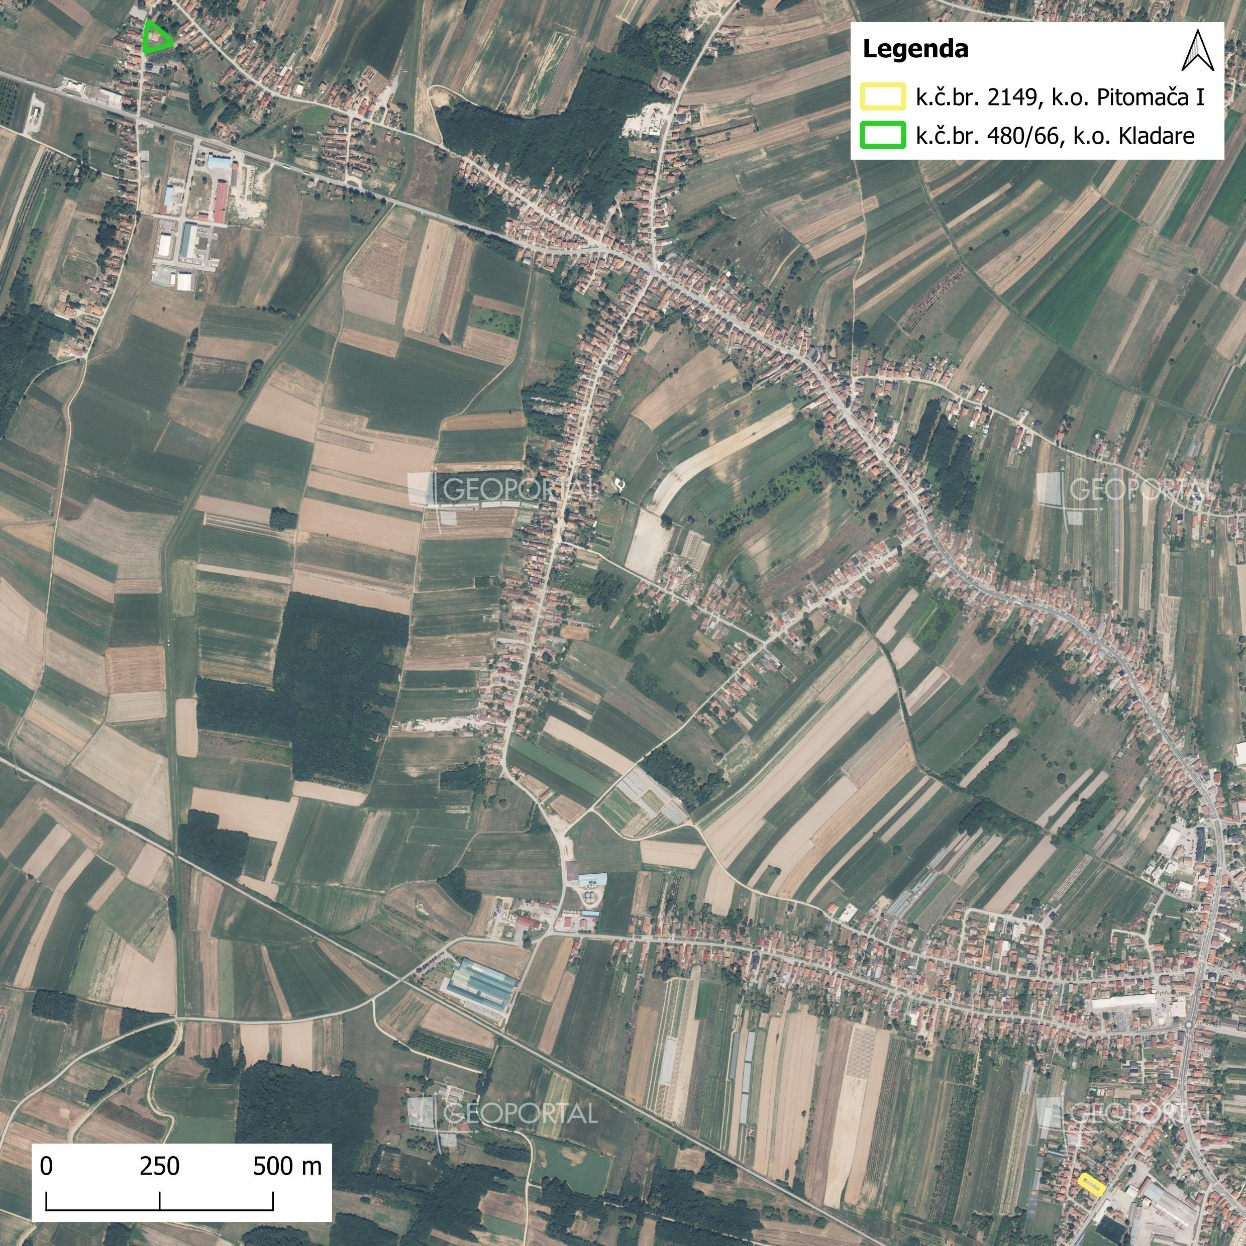 Legenda
k.č.br. 2149, k.o. Pitomača I
k.č.br. 480/66, k.o. Kladare
GEOPORTAL
GEOPORTAL
GEOPORTAL
GEOPORTAL
0 250 500 m